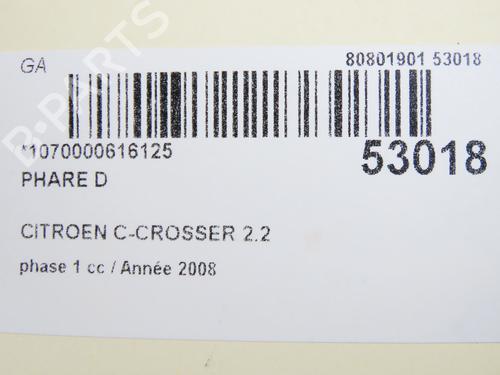 GA 80801901 53018
*1070000616125 53018
PHARE D
CITROEN C-CROSSER 2.2
phase 1 cc / Année 2008
B-PARTS